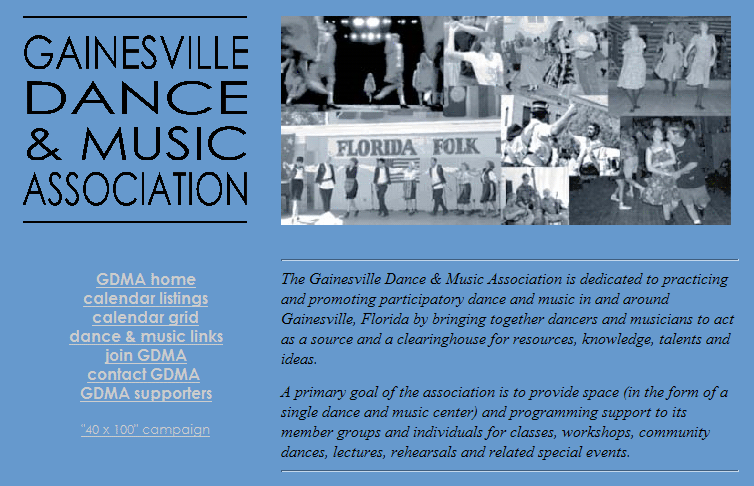 GAINESVILLE
DANCE
& MUSIC
ASSOCIATION
FLORIDA FOLK
GDMA home
calendar listings
calendar grid
dance & music links
join GDMA
contact GDMA
GDMA supporters
"40 x 100" campaign
The Gainesville Dance & Music Association is dedicated to practicing
and promoting participatory dance and music in and around
Gainesville, Florida by bringing together dancers and musicians to act
as a source and a clearinghouse for resources, knowledge, talents and
ideas.
A primary goal of the association is to provide space (in the form of a
single dance and music center) and programming support to its
member groups and individuals for classes, workshops, community
dances, lectures, rehearsals and related special events.